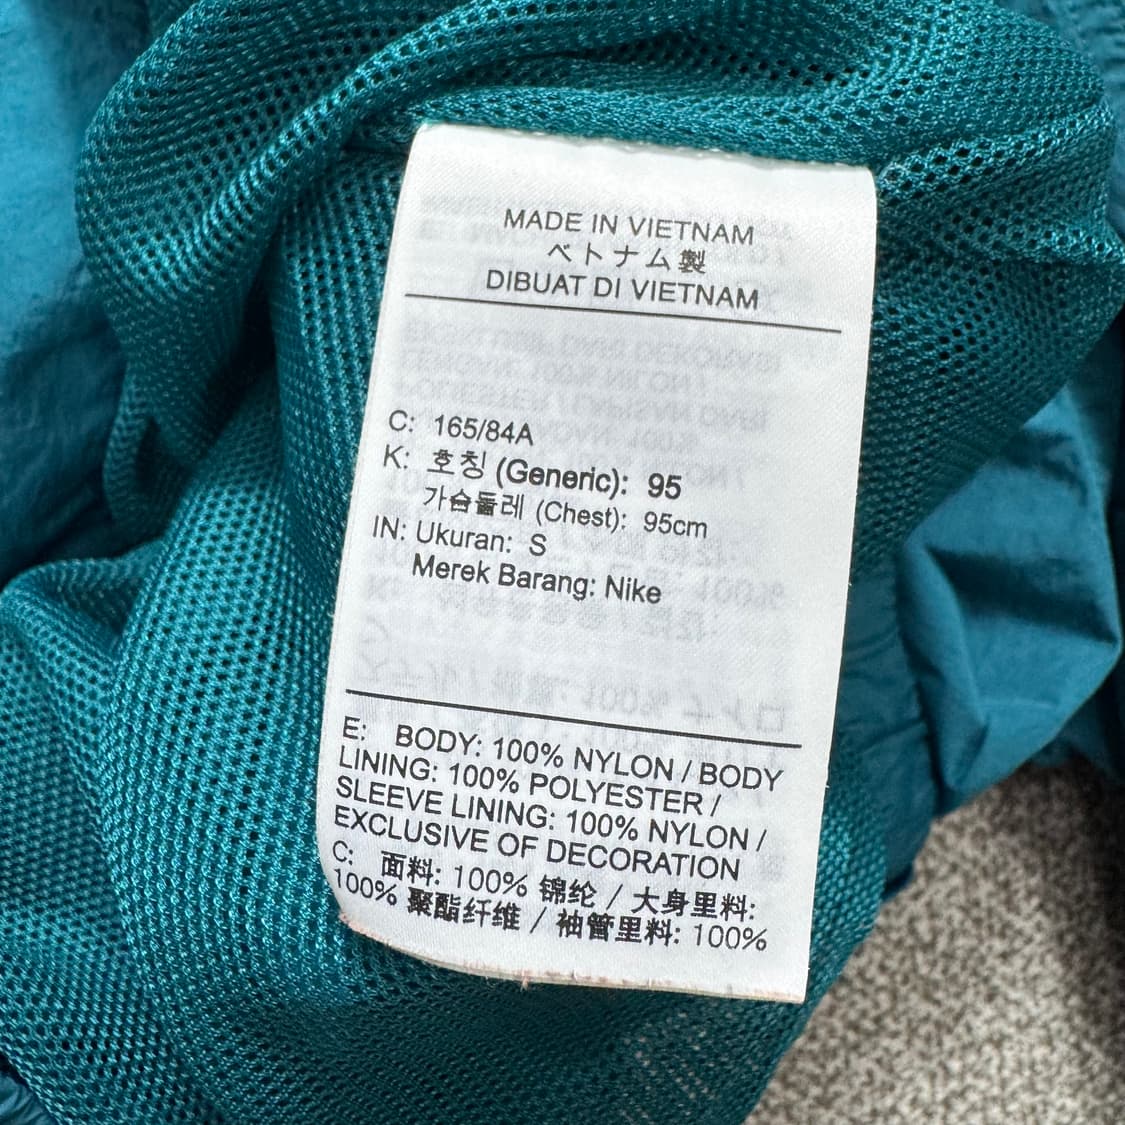 MADE IN VIETNAM
ベトナム製
DIBUAT DI VIETNAM
C: 165/84A
K: 호칭 (Generic): 95
가슴둘레 (Chest): 95cm
IN: Ukuran: S
Merek Barang: Nike
E: BODY: 100% NYLON / BODY
LINING: 100% POLYESTER /
SLEEVE LINING: 100% NYLON /
EXCLUSIVE OF DECORATION
C: 面料: 100% 锦纶 / 大身里料:
100% 聚酯纤维 / 袖管里料: 100%